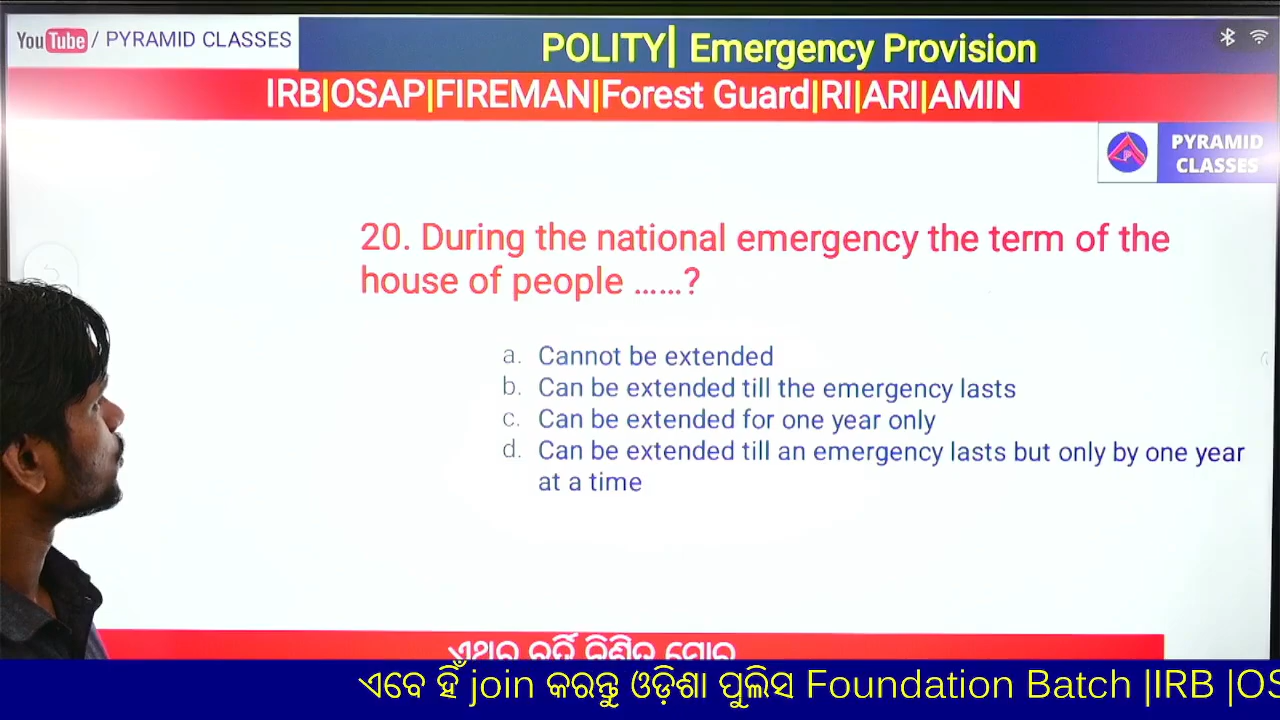 YouTube / PYRAMID CLASSES
POLITY| Emergency Provision
IRB|OSAP|FIREMAN|Forest Guard|RI|ARI|AMIN
PYRAMID
CLASSES
20. During the national emergency the term of the
house of people ……?
a. Cannot be extended
b. Can be extended till the emergency lasts
c. Can be extended for one year only
d. Can be extended till an emergency lasts but only by one year
at a time
ଏବେ ହିଁ join କରନ୍ତୁ ଓଡ଼ିଶା ପୁଲିସ Foundation Batch |IRB |OS